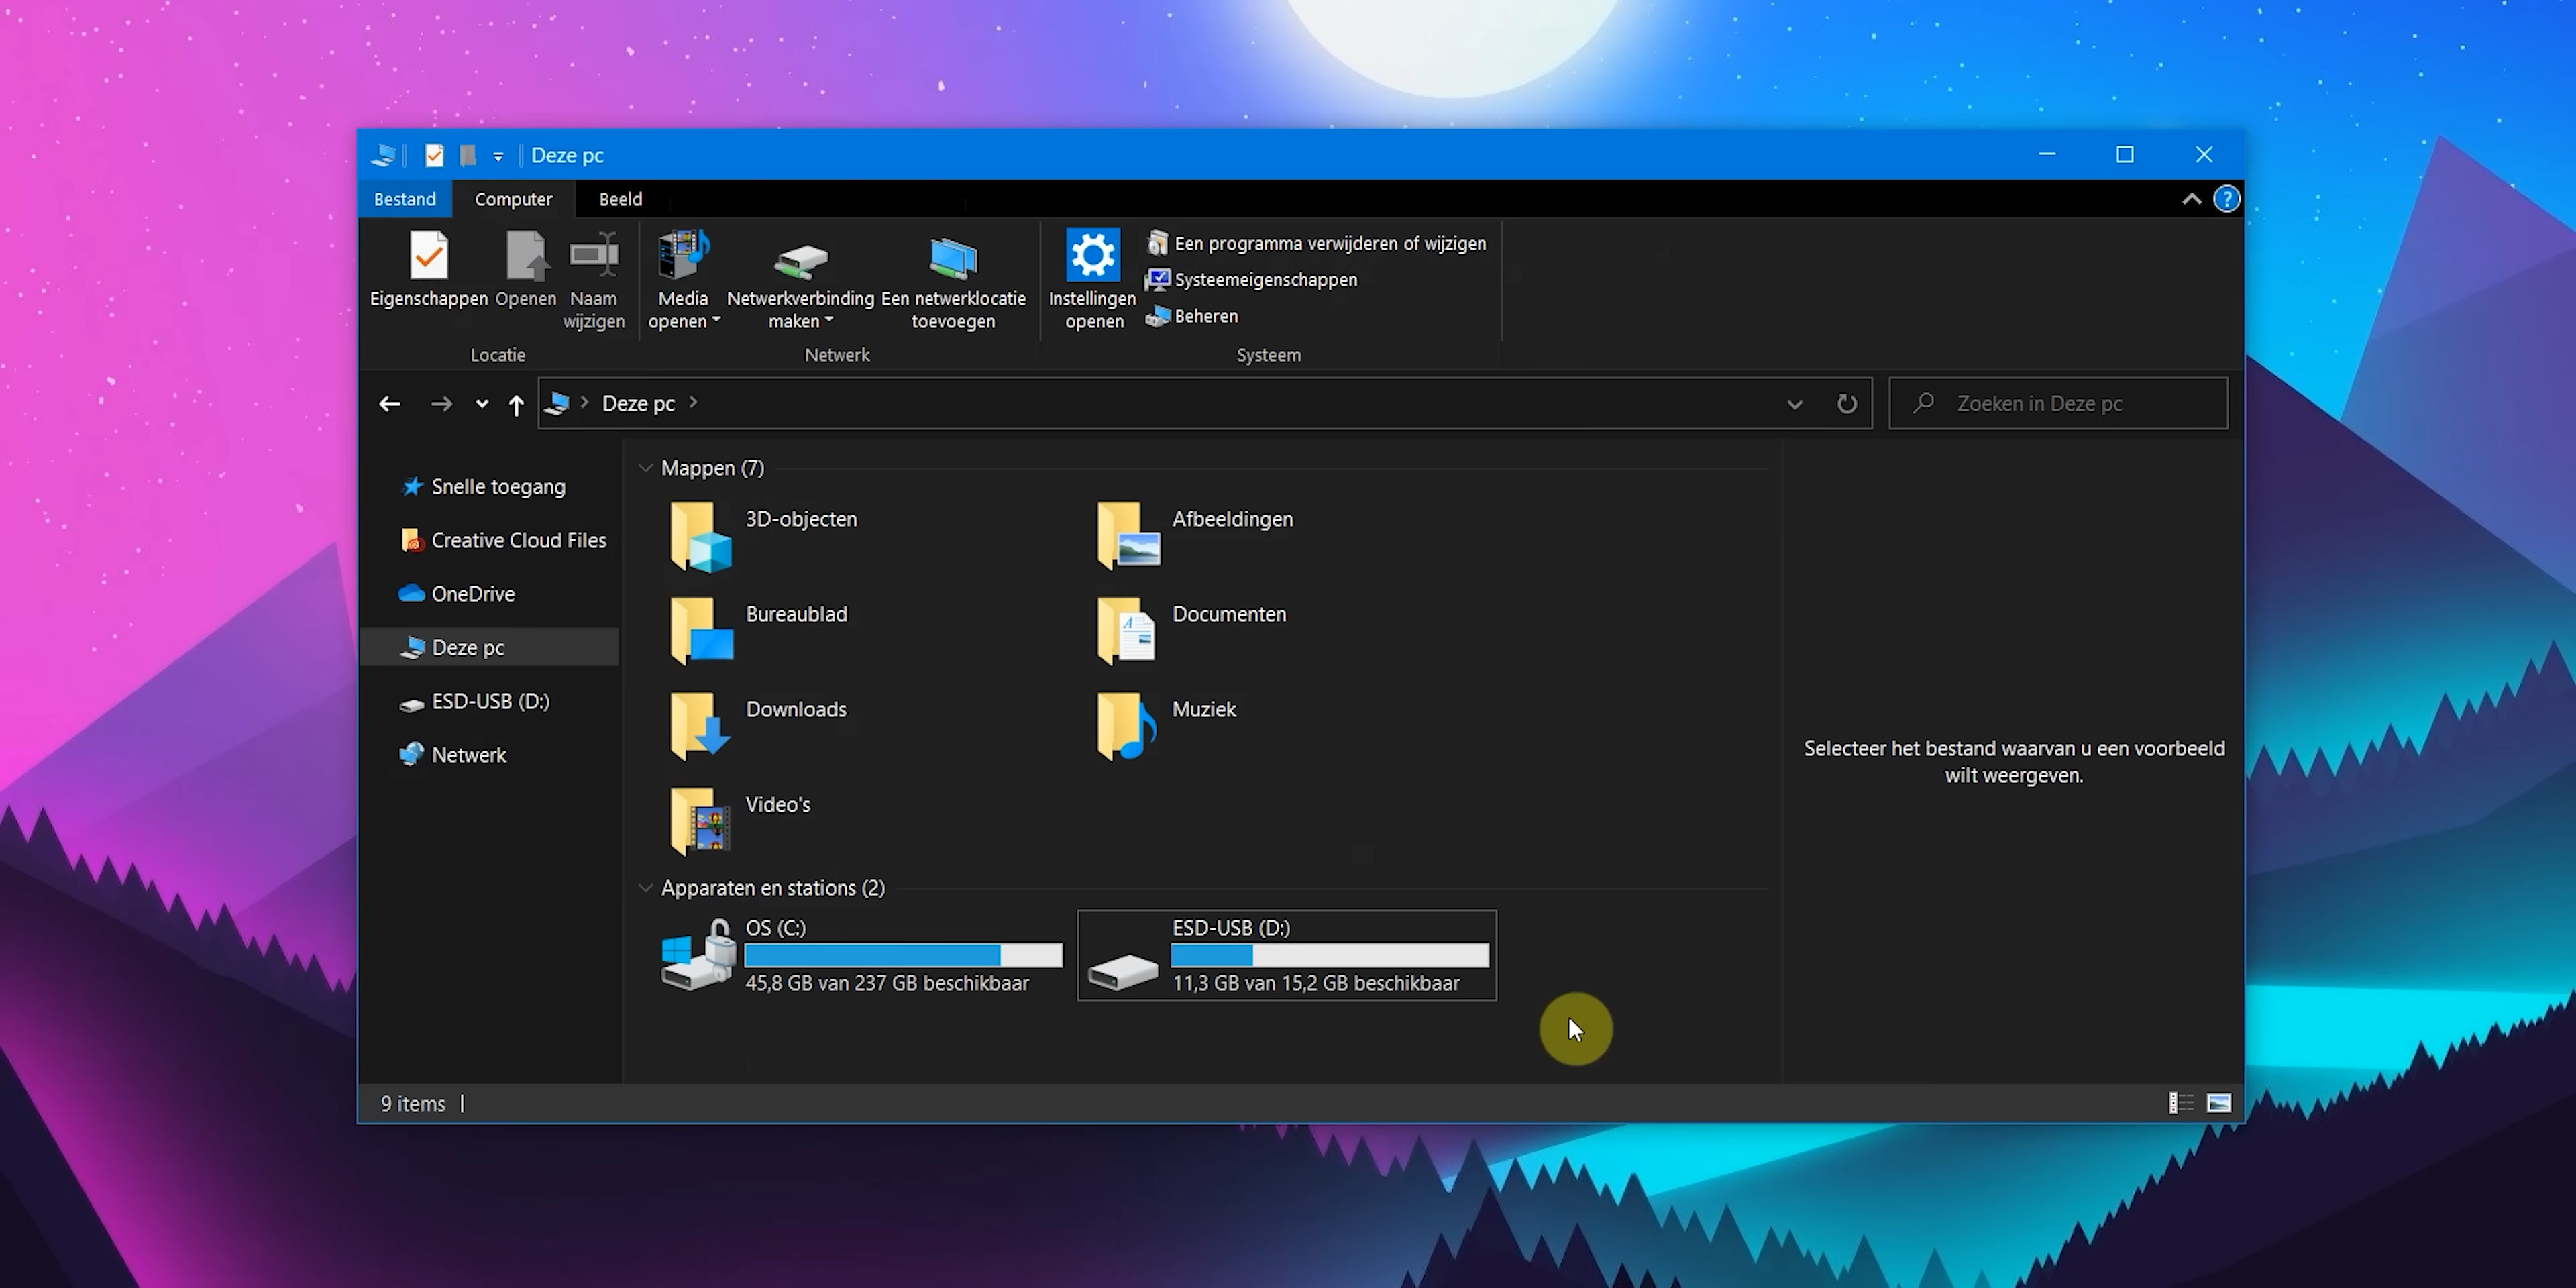 Deze pc
Bestand
Computer
Beeld
Eigenschappen
Openen
Naam
wijzigen
Locatie
Media
openen
Netwerkverbinding
maken
Een netwerklocatie
toevoegen
Netwerk
Instellingen
openen
Een programma verwijderen of wijzigen
Systeemeigenschappen
Beheren
Systeem
Deze pc
Zoeken in Deze pc
Snelle toegang
Creative Cloud Files
OneDrive
Deze pc
ESD-USB (D:)
Netwerk
Mappen (7)
3D-objecten
Afbeeldingen
Bureaublad
Documenten
Downloads
Muziek
Video's
Apparaten en stations (2)
OS (C:)
45,8 GB van 237 GB beschikbaar
ESD-USB (D:)
11,3 GB van 15,2 GB beschikbaar
Selecteer het bestand waarvan u een voorbeeld
wilt weergeven.
9 items